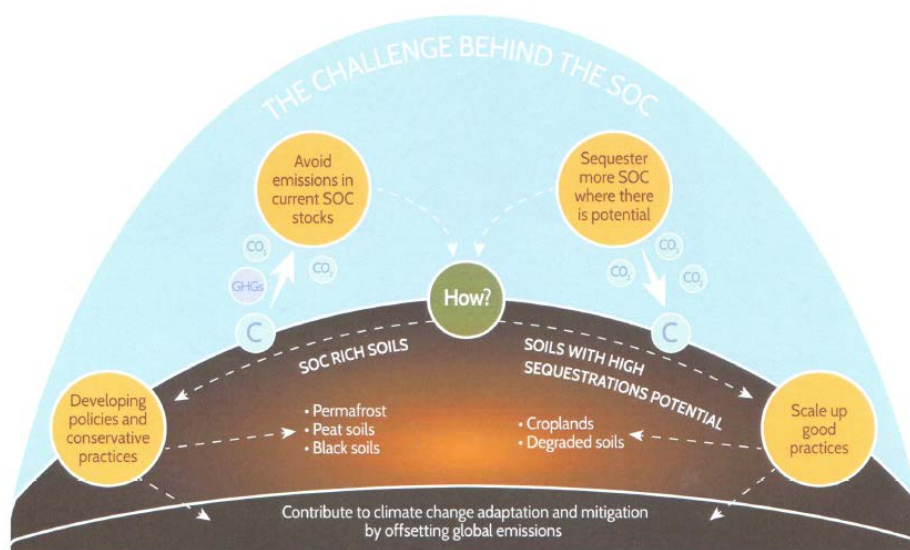 THE CHALLENGE BEHIND THE SOC
Avoid
emissions in
current SOC
stocks
Sequester
more SOC
where there
is potential
CO₂
CO₂
GHGs
C
How?
CO₂
CO₂
CO₂
C
SOC RICH SOILS
SOILS WITH HIGH
SEQUESTRATIONS POTENTIAL
Developing
policies and
conservative
practices
• Permafrost
• Peat soils
• Black soils
• Croplands
• Degraded soils
Scale up
good
practices
Contribute to climate change adaptation and mitigation
by offsetting global emissions